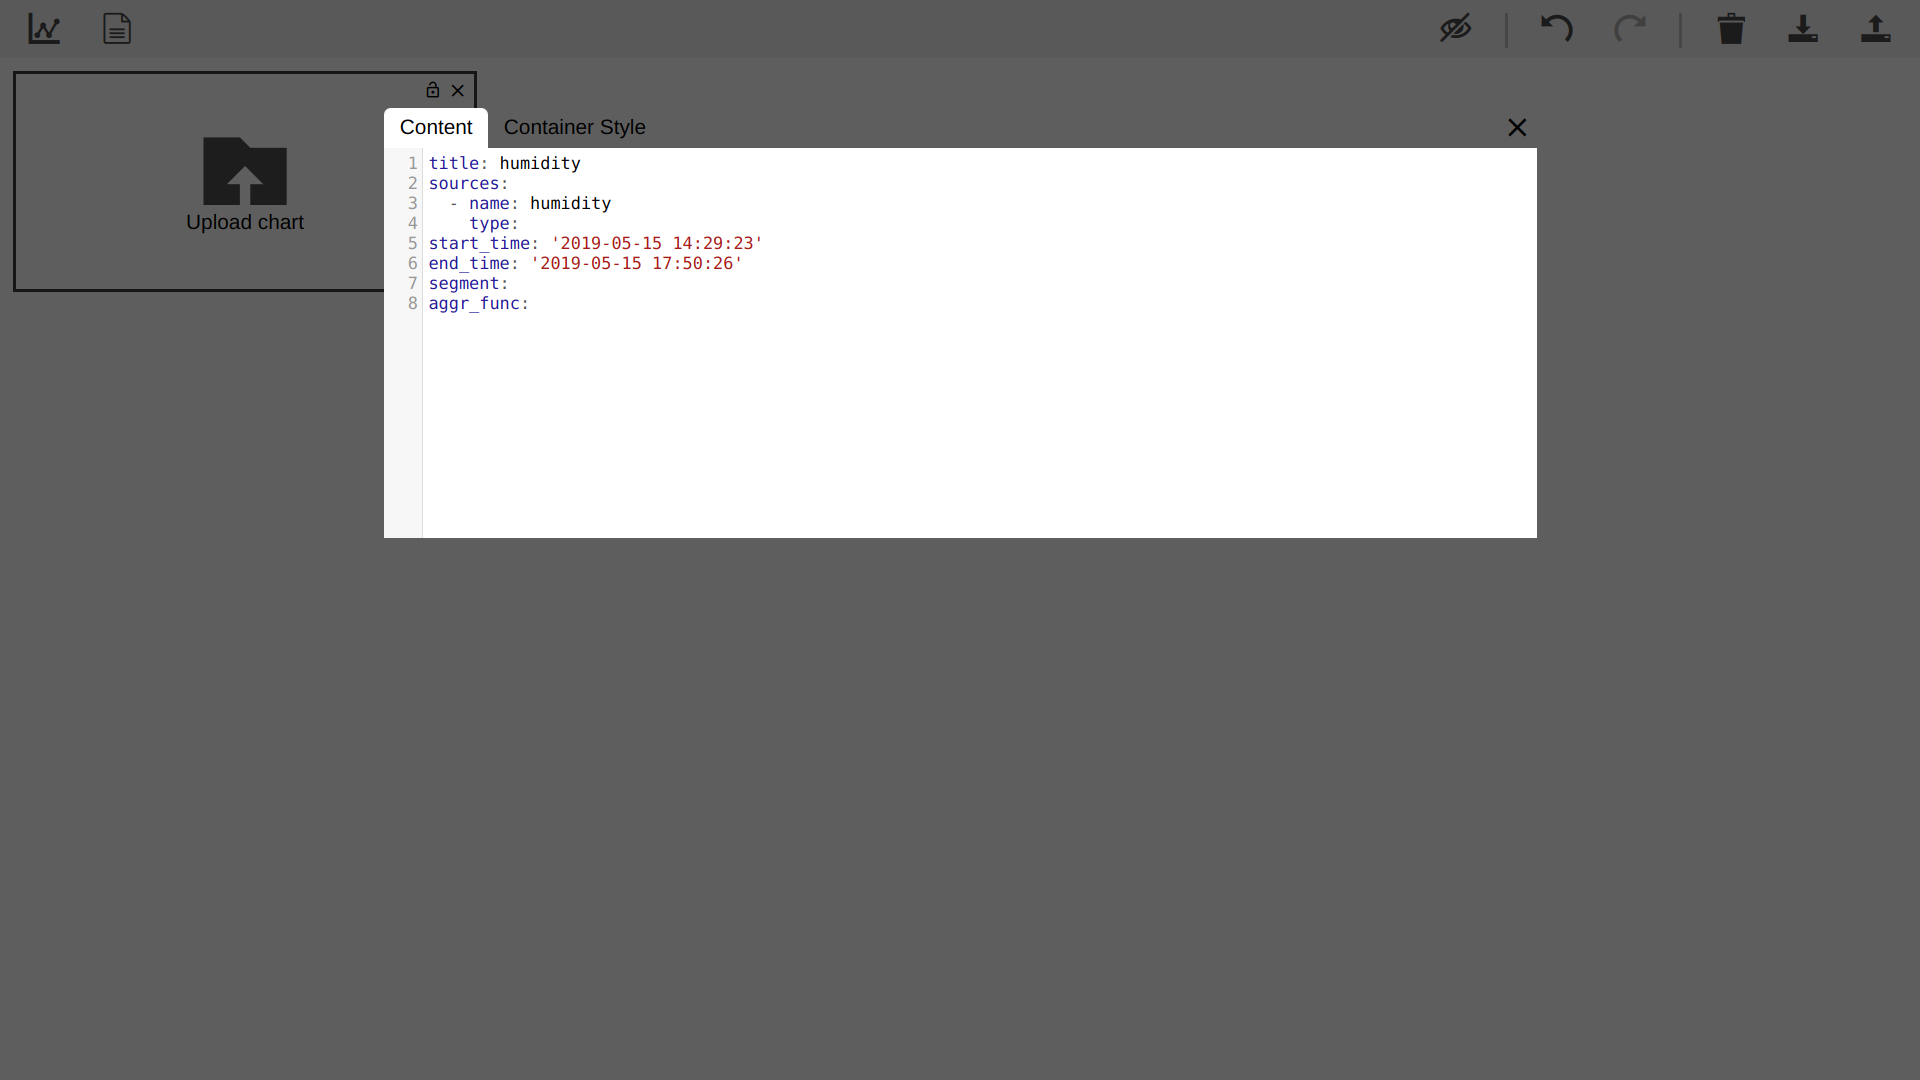 Upload chart
Content Container Style
1 title: humidity
2 sources:
3   - name: humidity
4     type:
5 start_time: '2019-05-15 14:29:23'
6 end_time: '2019-05-15 17:50:26'
7 segment:
8 aggr_func: